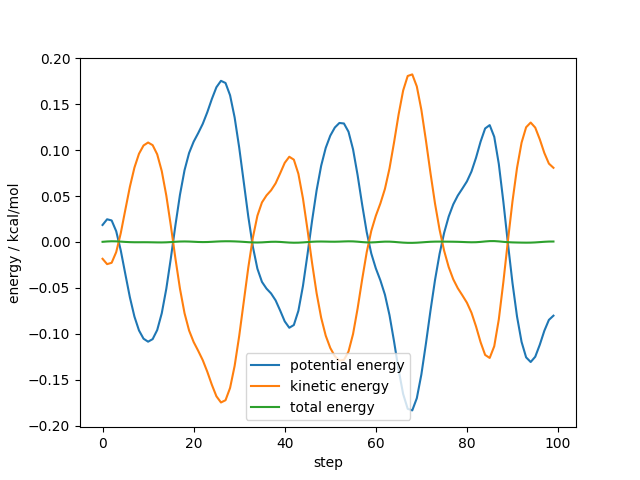 0.20
0.15
0.10
0.05
0.00
−0.05
−0.10
−0.15
−0.20
energy / kcal/mol
potential energy
kinetic energy
total energy
0 20 40 60 80 100
step